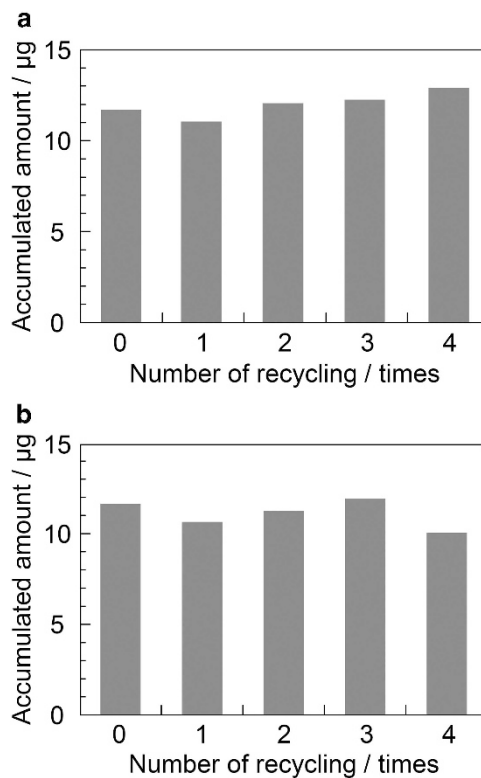 a
Accumulated amount / μg
15
10
5
0
0 1 2 3 4
Number of recycling / times
b
Accumulated amount / μg
15
10
5
0
0 1 2 3 4
Number of recycling / times